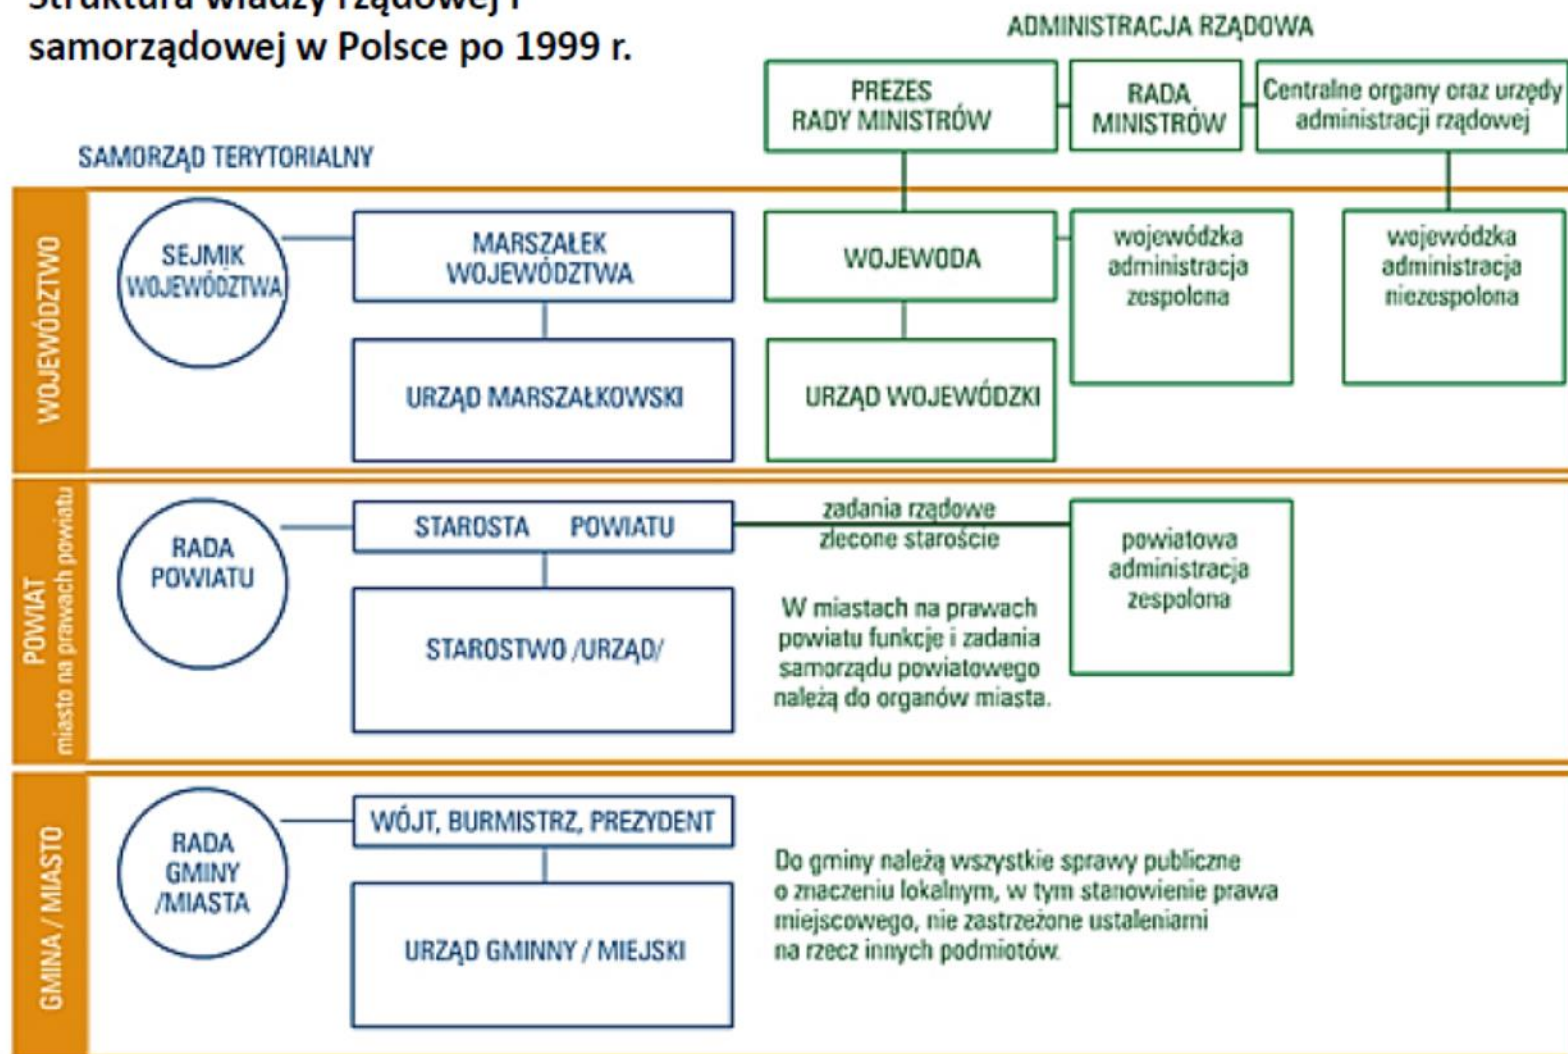 Struktura władzy rządowej i
samorządowej w Polsce po 1999 r.
ADMINISTRACJA RZĄDOWA
PREZES
RADY MINISTRÓW
RADA
MINISTRÓW
Centralne organy oraz urzędy
administracji rządowej
SAMORZĄD TERYTORIALNY
WOJEWÓDZTWO
SEJMIK
WOJEWÓDZTWA
MARSZAŁEK
WOJEWÓDZTWA
URZĄD MARSZAŁKOWSKI
WOJEWODA
URZĄD WOJEWÓDZKI
wojewódzka
administracja
zespolona
wojewódzka
administracja
niezespolona
POWIAT
miasto na prawach powiatu
RADA
POWIATU
STAROSTA POWIATU
STAROSTWO /URZĄD/
zadania rządowe
zlecone staroście
W miastach na prawach
powiatu funkcje i zadania
samorządu powiatowego
należą do organów miasta.
powiatowa
administracja
zespolona
GMINA / MIASTO
RADA
GMINY
/MIASTA
WÓJT, BURMISTRZ, PREZYDENT
URZĄD GMINNY / MIEJSKI
Do gminy należą wszystkie sprawy publiczne
o znaczeniu lokalnym, w tym stanowienie prawa
miejscowego, nie zastrzeżone ustaleniami
na rzecz innych podmiotów.